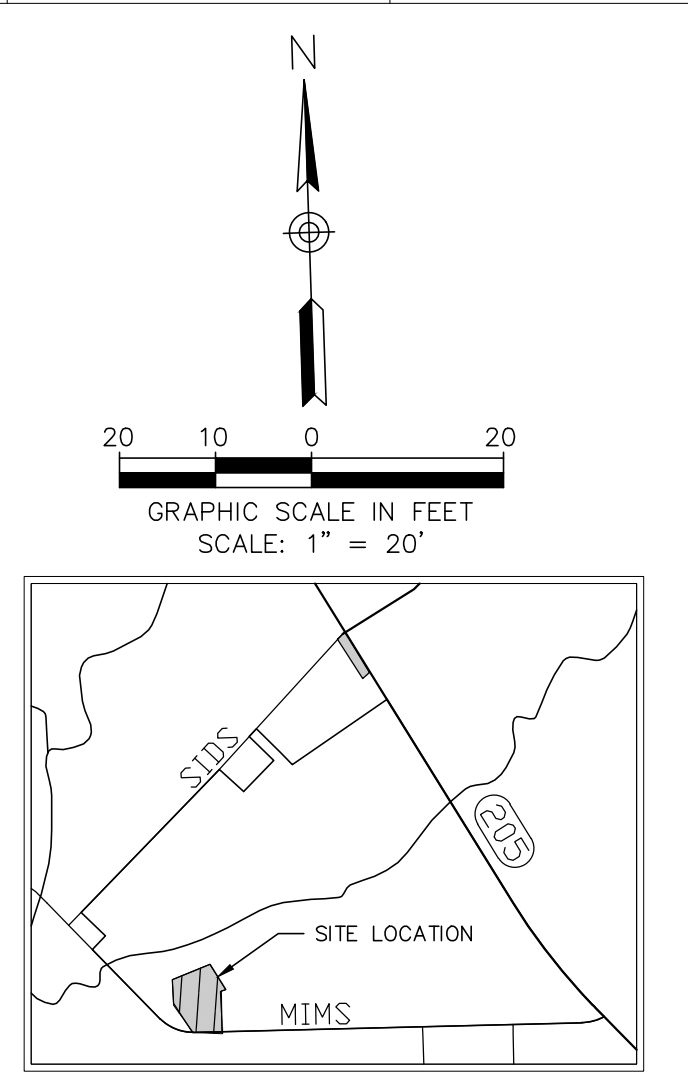 N
20 10 0 20
GRAPHIC SCALE IN FEET
SCALE: 1" = 20'
SIDS
205
SITE LOCATION
MIMS